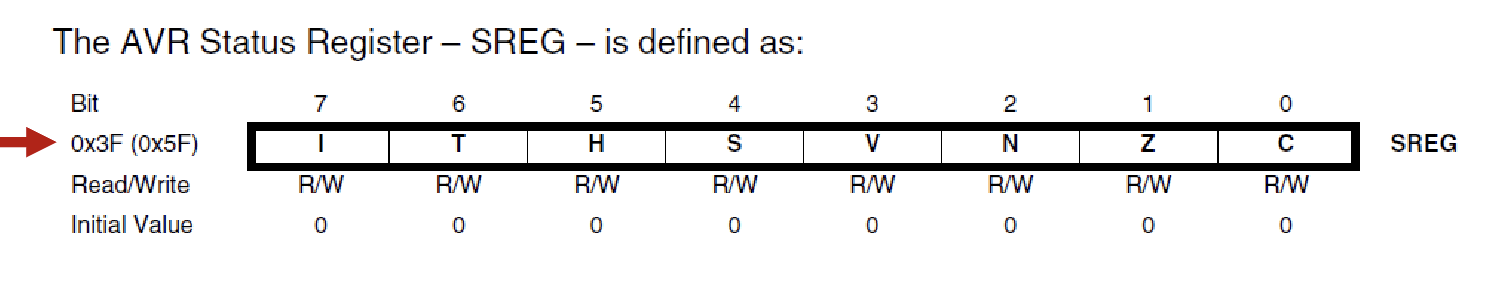 The AVR Status Register – SREG – is defined as:
Bit 7 6 5 4 3 2 1 0
0x3F (0x5F) I T H S V N Z C SREG
Read/Write R/W R/W R/W R/W R/W R/W R/W R/W
Initial Value 0 0 0 0 0 0 0 0